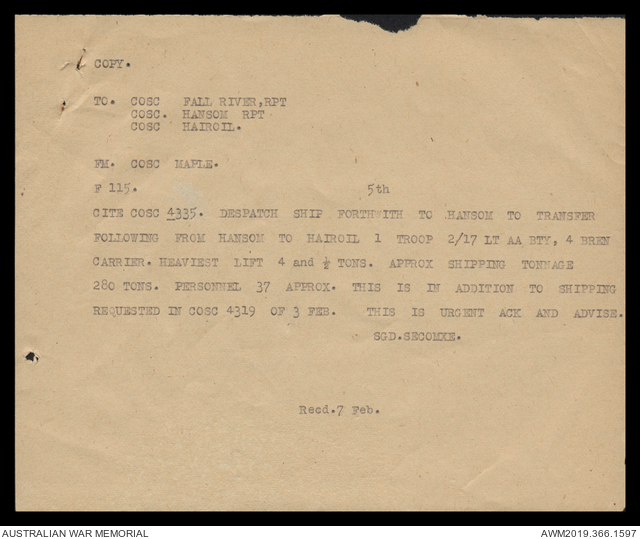 COPY.
TO. COSC FALL RIVER,RPT
COSC. HANSOM RPT
COSC HAIROIL.
FM. COSC MAPLE.
F 115. 5th
CITE COSC 4335. DESPATCH SHIP FORTHWITH TO HANSOM TO TRANSFER
FOLLOWING FROM HANSOM TO HAIROIL 1 TROOP 2/17 LT AA BTY, 4 BREN
CARRIER. HEAVIEST LIFT 4 and ½ TONS. APPROX SHIPPING TONNAGE
280 TONS. PERSONNEL 37 APPROX. THIS IS IN ADDITION TO SHIPPING
REQUESTED IN COSC 4319 OF 3 FEB. THIS IS URGENT ACK AND ADVISE.
SGD.SECOMXE.
Recd.7 Feb.
AUSTRALIAN WAR MEMORIAL AWM2019.366.1597